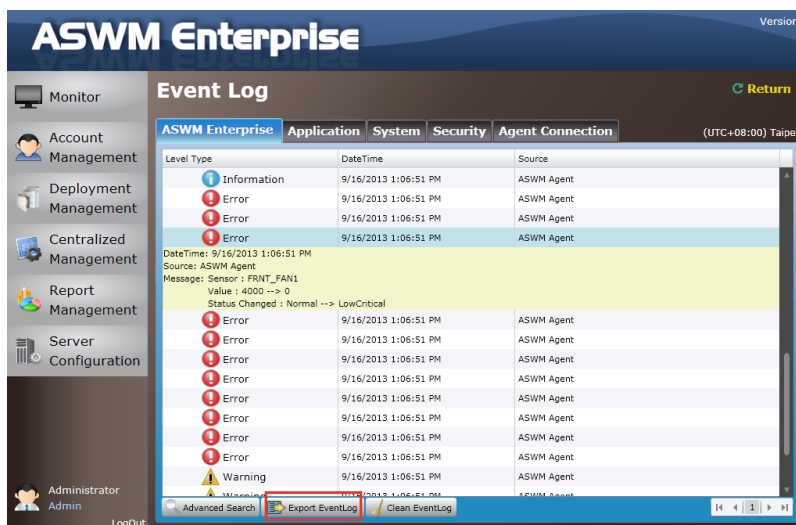 Version
ASWM Enterprise
Monitor
Account
Management
Deployment
Management
Centralized
Management
Report
Management
Server
Configuration
Administrator
Admin
LogOut
Event Log
Return
ASWM Enterprise Application System Security Agent Connection
(UTC+08:00) Taipe
Level Type DateTime Source
Information 9/16/2013 1:06:51 PM ASWM Agent
Error 9/16/2013 1:06:51 PM ASWM Agent
Error 9/16/2013 1:06:51 PM ASWM Agent
Error 9/16/2013 1:06:51 PM ASWM Agent
DateTime: 9/16/2013 1:06:51 PM
Source: ASWM Agent
Message: Sensor : FRNT_FAN1
Value : 4000 --> 0
Status Changed : Normal --> LowCritical
Error 9/16/2013 1:06:51 PM ASWM Agent
Error 9/16/2013 1:06:51 PM ASWM Agent
Error 9/16/2013 1:06:51 PM ASWM Agent
Error 9/16/2013 1:06:51 PM ASWM Agent
Error 9/16/2013 1:06:51 PM ASWM Agent
Error 9/16/2013 1:06:51 PM ASWM Agent
Error 9/16/2013 1:06:51 PM ASWM Agent
Error 9/16/2013 1:06:51 PM ASWM Agent
Warning 9/16/2013 1:06:51 PM ASWM Agent
Warning 9/16/2013 1:06:51 PM ASWM Agent
Advanced Search Export EventLog Clean EventLog 1